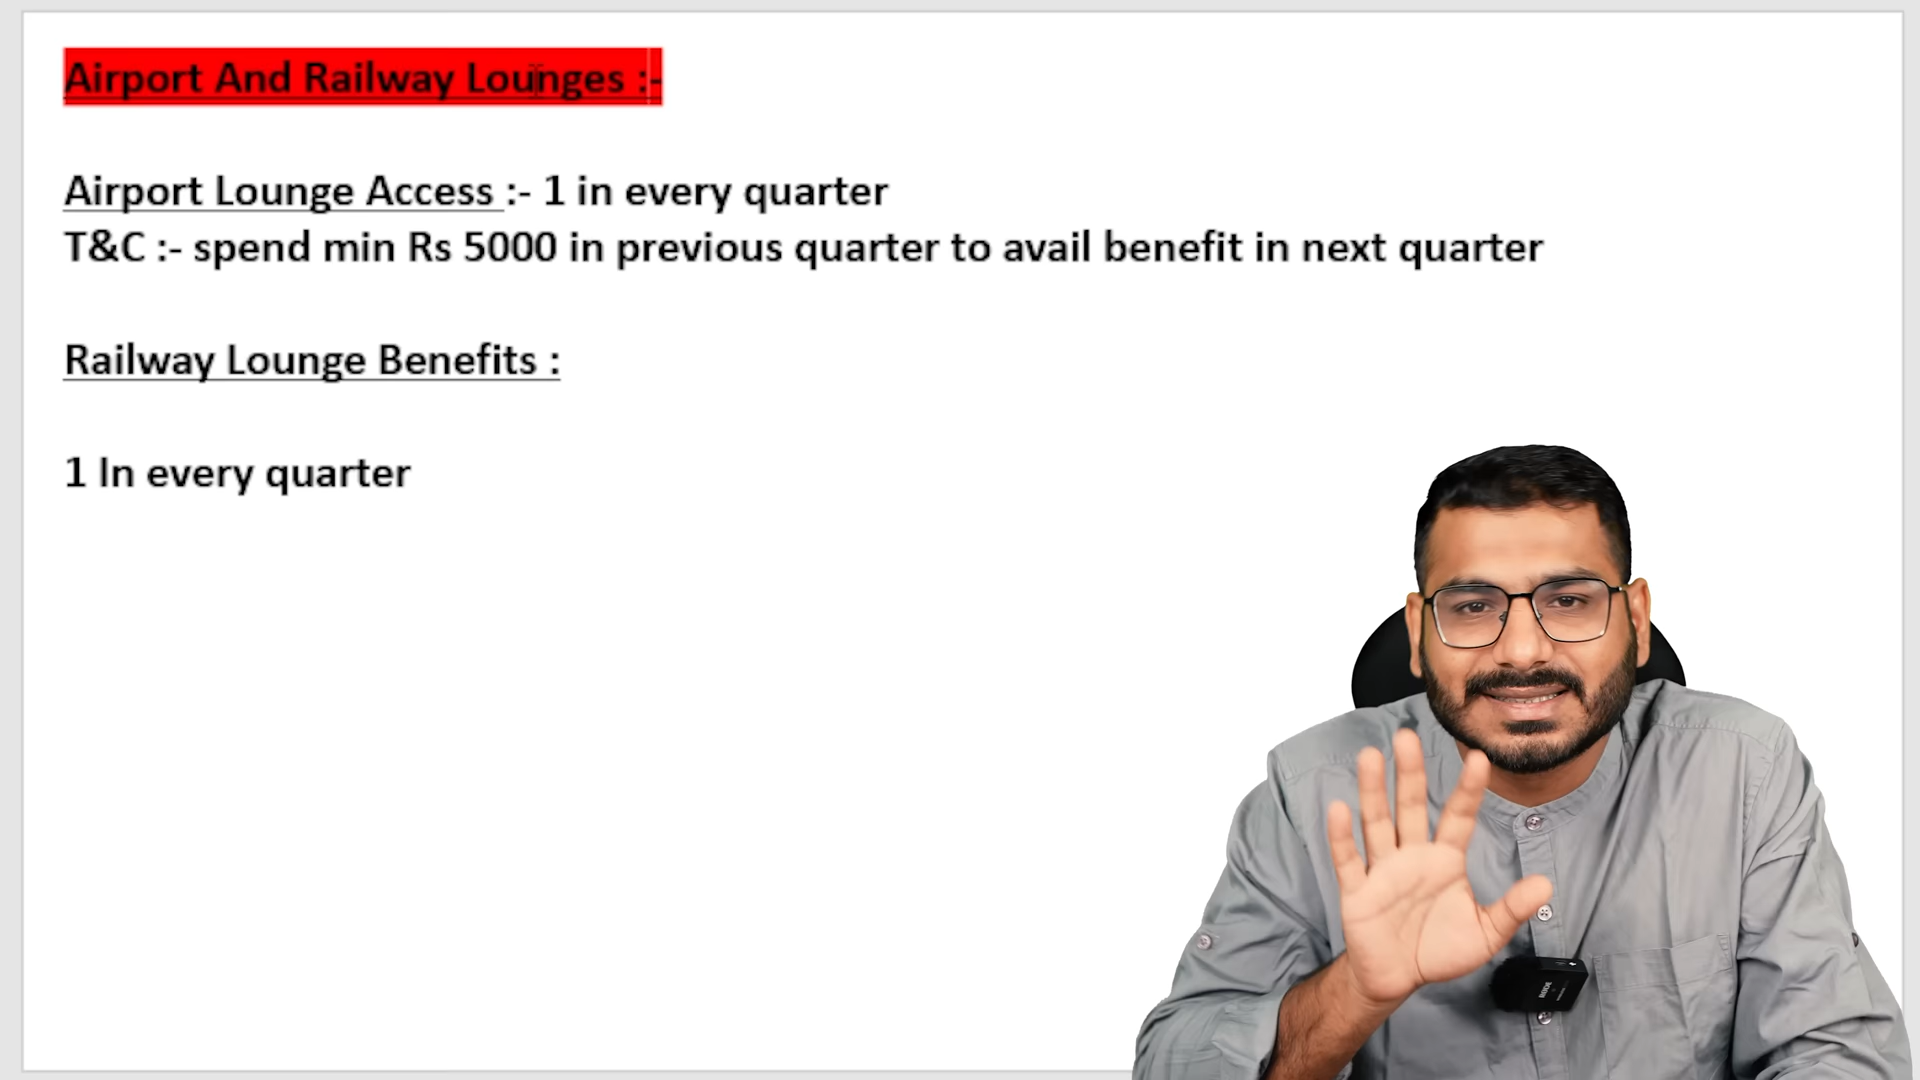 Airport And Railway Lounges :-
Airport Lounge Access :- 1 in every quarter
T&C :- spend min Rs 5000 in previous quarter to avail benefit in next quarter
Railway Lounge Benefits :
1 In every quarter
RODE